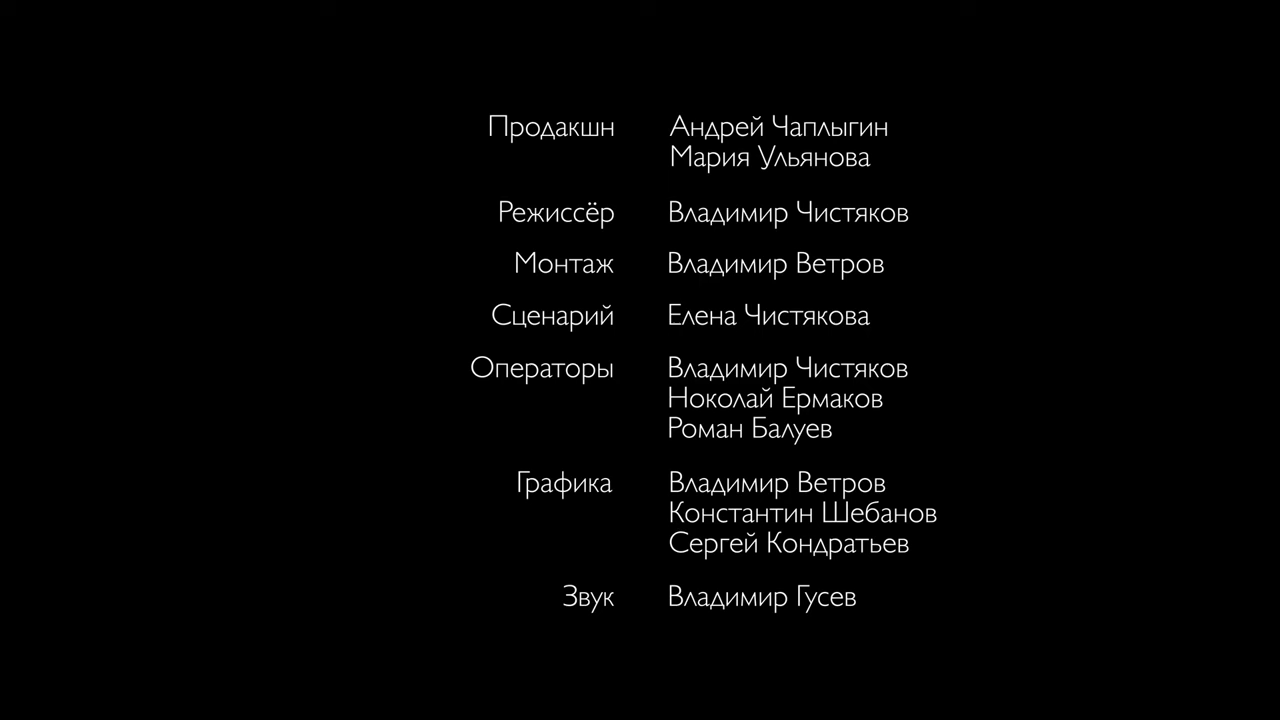 Продакшн Андрей Чаплыгин
Мария Ульянова
Режиссёр Владимир Чистяков
Монтаж Владимир Ветров
Сценарий Елена Чистякова
Операторы Владимир Чистяков
Ноколай Ермаков
Роман Балуев
Графика Владимир Ветров
Константин Шебанов
Сергей Кондратьев
Звук Владимир Гусев